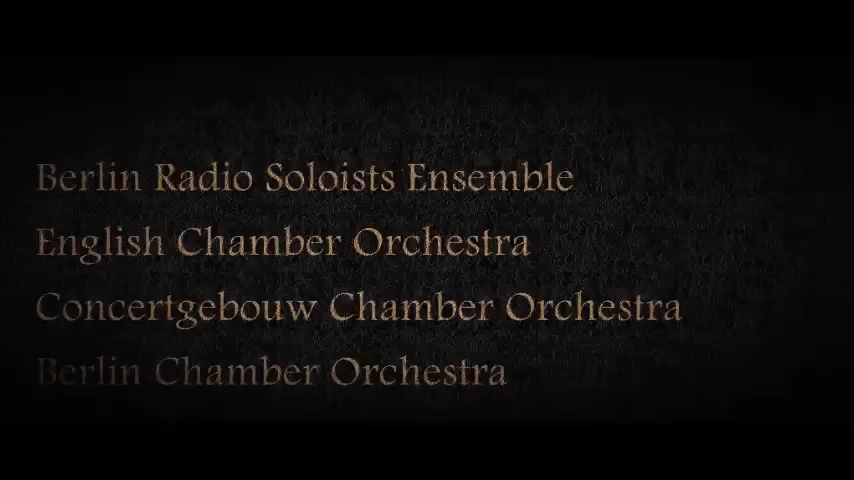 Berlin Radio Soloists Ensemble
English Chamber Orchestra
Concertgebouw Chamber Orchestra
Berlin Chamber Orchestra